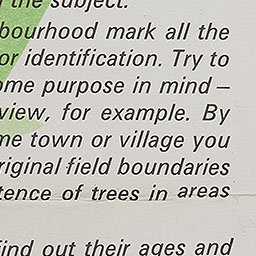 the subject.
bourhood mark all the
or identification. Try to
ome purpose in mind –
view, for example. By
me town or village you
riginal field boundaries
tence of trees in areas
find out their ages and